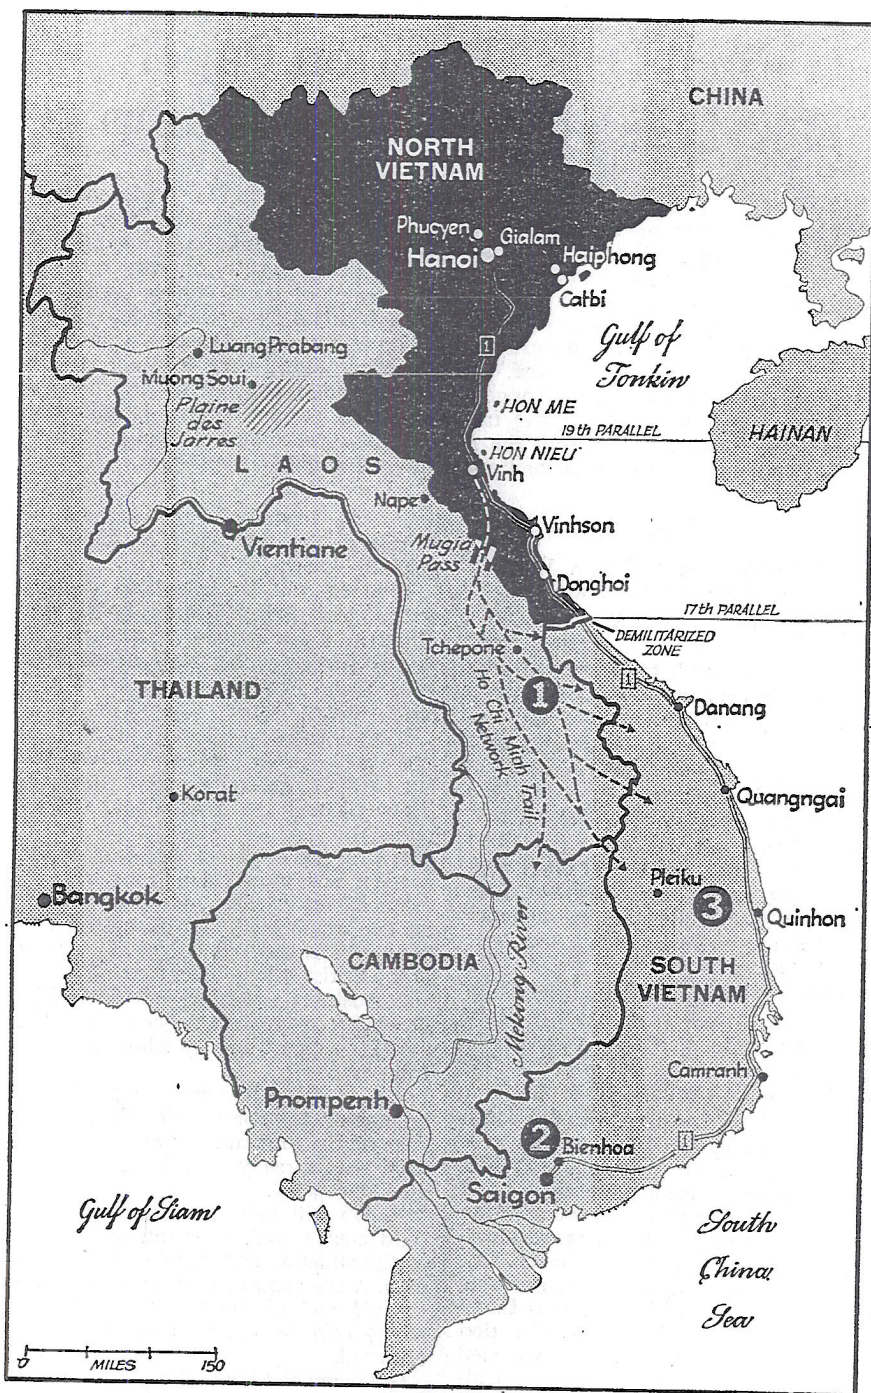 CHINA
NORTH
VIETNAM
Phucyen
Gialam
Hanoi
Haiphong
Catbi
Gulf of
Tonkin
1
Luang Prabang
Muong Soui
Plaine
des
Jarres
HON ME
19th PARALLEL
HAINAN
LAOS
HON NIEU
Vinh
Nape
Vinhson
Vientiane
Mugia
Pass
Donghoi
17th PARALLEL
DEMILITARIZED
ZONE
Tchepone
THAILAND
1
1
Danang
Ho Chi Minh Trail
Network
Korat
Quangngai
Bangkok
Pleiku
3
Quinhon
Mekong River
CAMBODIA
SOUTH
VIETNAM
Camranh
Pnompenh
2
Bienhoa
1
Saigon
Gulf of Siam
South
China
Sea
0
MILES
150